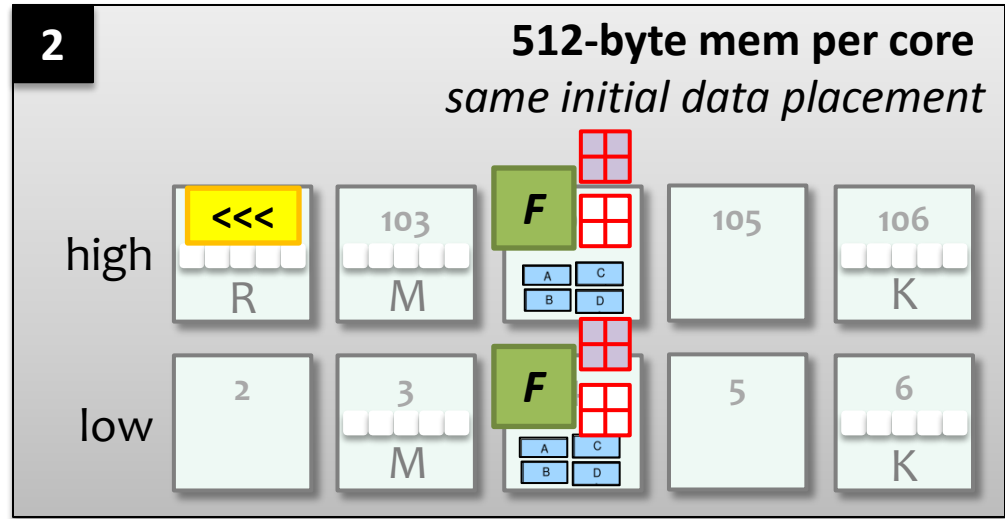 2
512-byte mem per core
same initial data placement
high
<<<
R
103
M
F
A C
B D
105
106
K
low
2
3
M
F
A C
B D
5
6
K